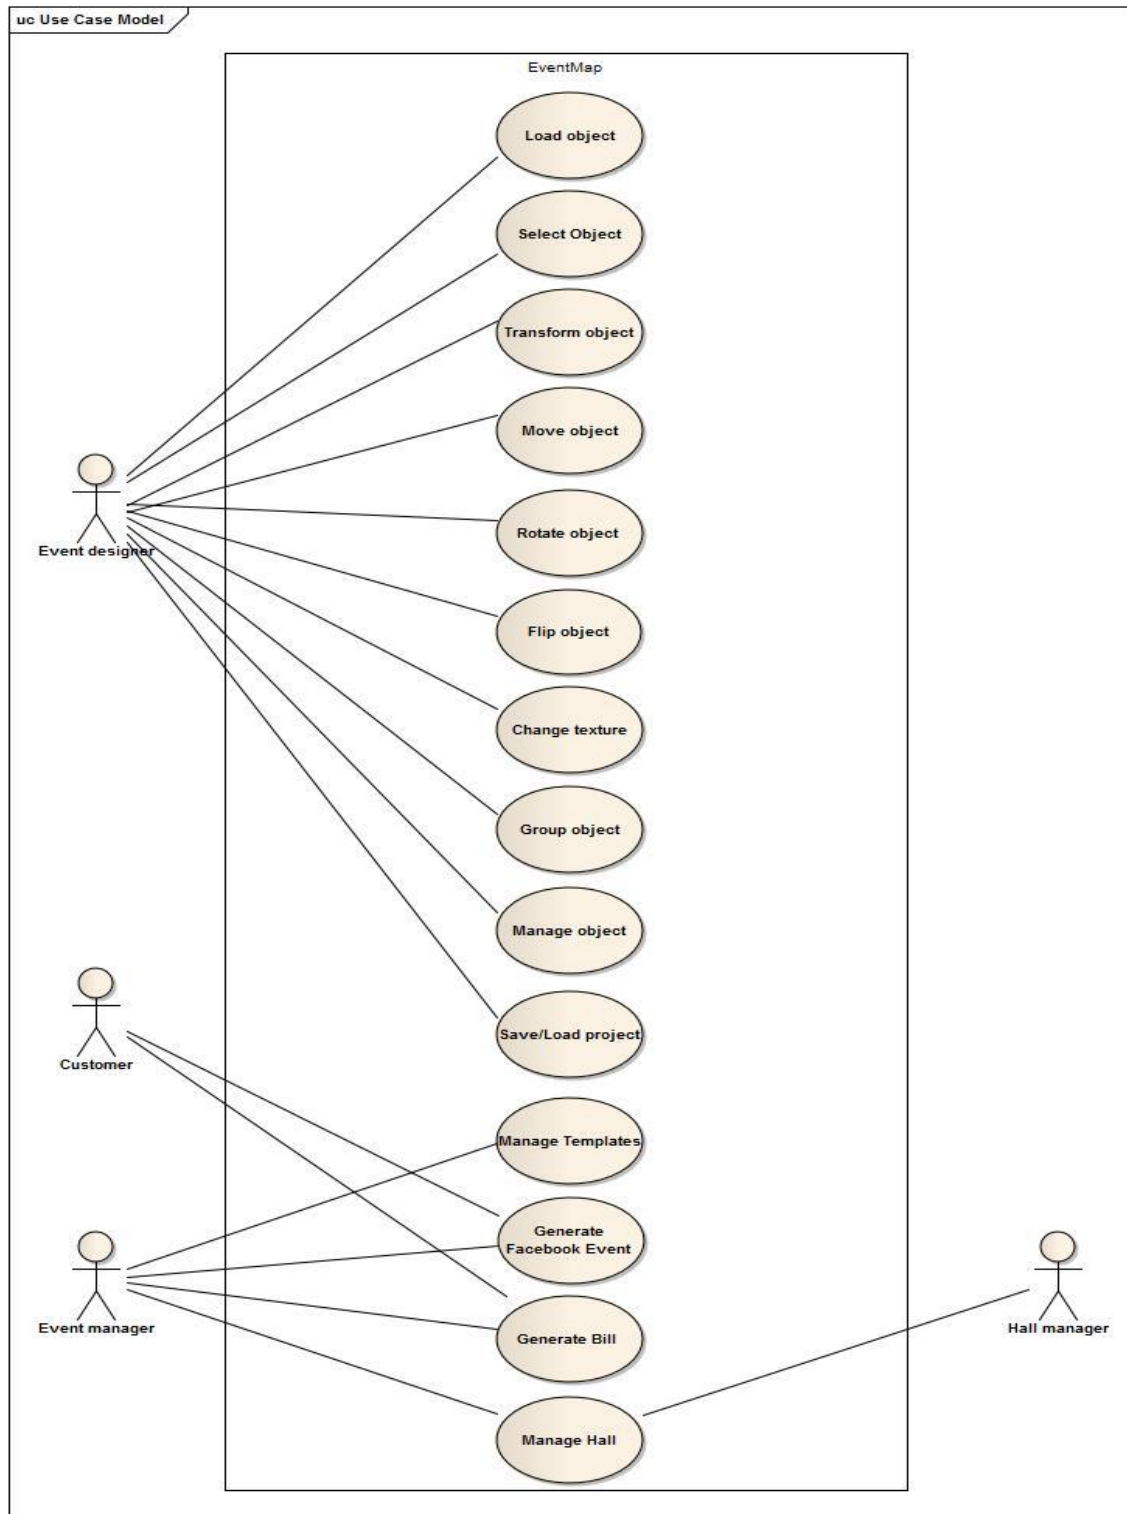 uc Use Case Model
EventMap
Load object
Select Object
Transform object
Move object
Event designer
Rotate object
Flip object
Change texture
Group object
Manage object
Customer
Save/Load project
Manage Templates
Generate
Facebook Event
Event manager
Hall manager
Generate Bill
Manage Hall